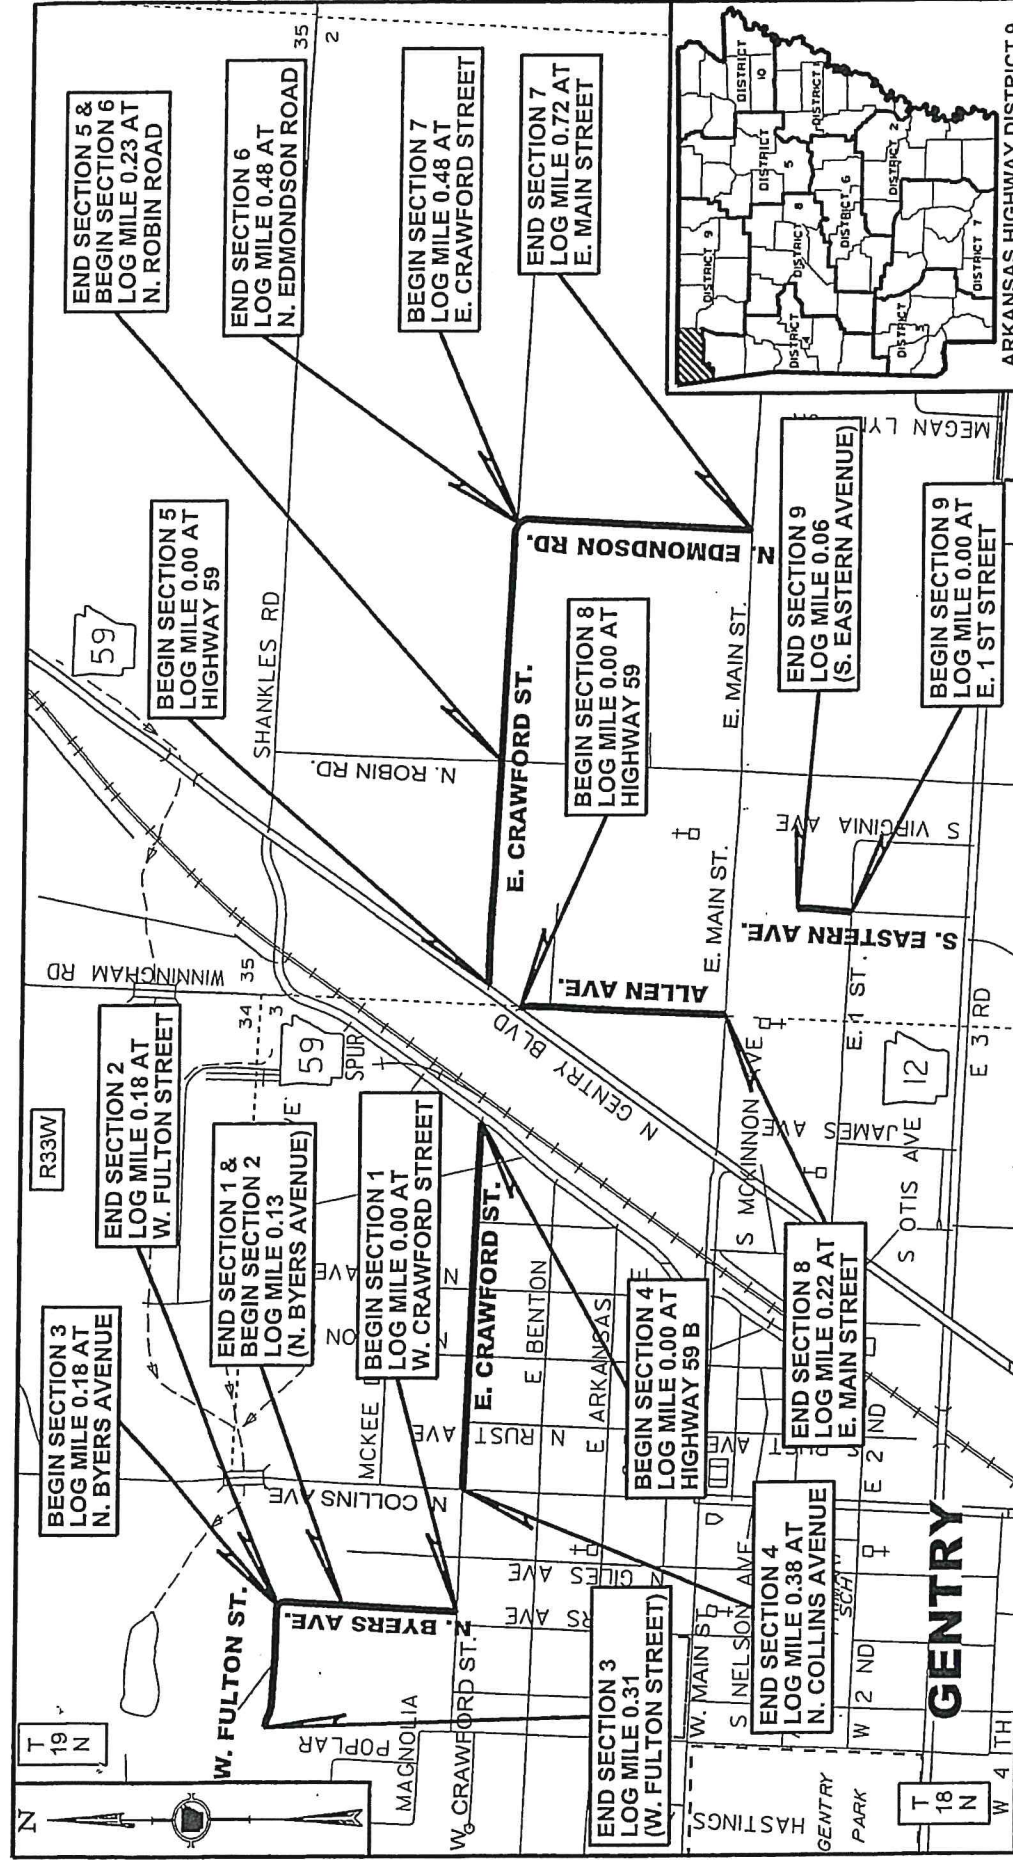 N
T
19
N
R33W
BEGIN SECTION 3
LOG MILE 0.18 AT
N. BYERS AVENUE
END SECTION 2
LOG MILE 0.18 AT
W. FULTON STREET
END SECTION 1 &
BEGIN SECTION 2
LOG MILE 0.13
(N. BYERS AVENUE)
BEGIN SECTION 1
LOG MILE 0.00 AT
W. CRAWFORD STREET
BEGIN SECTION 5
LOG MILE 0.00 AT
HIGHWAY 59
END SECTION 5 &
BEGIN SECTION 6
LOG MILE 0.23 AT
N. ROBIN ROAD
END SECTION 6
LOG MILE 0.48 AT
N. EDMONDSON ROAD
BEGIN SECTION 7
LOG MILE 0.48 AT
E. CRAWFORD STREET
END SECTION 7
LOG MILE 0.72 AT
E. MAIN STREET
BEGIN SECTION 8
LOG MILE 0.00 AT
HIGHWAY 59
END SECTION 9
LOG MILE 0.06
(S. EASTERN AVENUE)
BEGIN SECTION 9
LOG MILE 0.00 AT
E. 1 ST STREET
END SECTION 3
LOG MILE 0.31
(W. FULTON STREET)
END SECTION 4
LOG MILE 0.38 AT
N. COLLINS AVENUE
BEGIN SECTION 4
LOG MILE 0.00 AT
HIGHWAY 59 B
END SECTION 8
LOG MILE 0.22 AT
E. MAIN STREET
W. FULTON ST.
N. BYERS AVE.
E. CRAWFORD ST.
E. CRAWFORD ST.
ALLEN AVE.
N. EDMONDSON RD.
S. EASTERN AVE.
GENTRY
59
59
SPUR
12
35
2
34
35
3
WINNINGHAM RD
SHANKLES RD
N. ROBIN RD.
N GENTRY BLVD
E. MAIN ST.
E. MAIN ST.
S VIRGINIA AVE
E. 1 ST.
E 3 RD
MEGAN LY
S MCKINNON AVE
JAMES AVE
S OTIS AVE
POPLAR
MAGNOLIA
W. CRAWFORD ST.
N COLLINS AVE
MCKEE
N RUST AVE
N GILES AVE
E BENTON
E ARKANSAS
W. MAIN ST
S NELSON AVE
SCH
W 2 ND
E 2 ND
HASTINGS
GENTRY
PARK
T
18
N
W 4 TH
DISTRICT 9
DISTRICT 10
DISTRICT 1
DISTRICT 5
DISTRICT 8
DISTRICT 4
DISTRICT 6
DISTRICT 2
DISTRICT 3
DISTRICT 7
ARKANSAS HIGHWAY DISTRICT 9